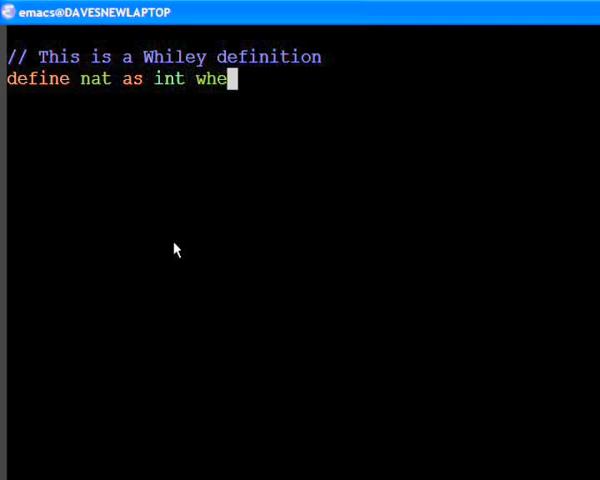 emacs@DAVESNEWLAPTOP
// This is a Whiley definition
define nat as int whe